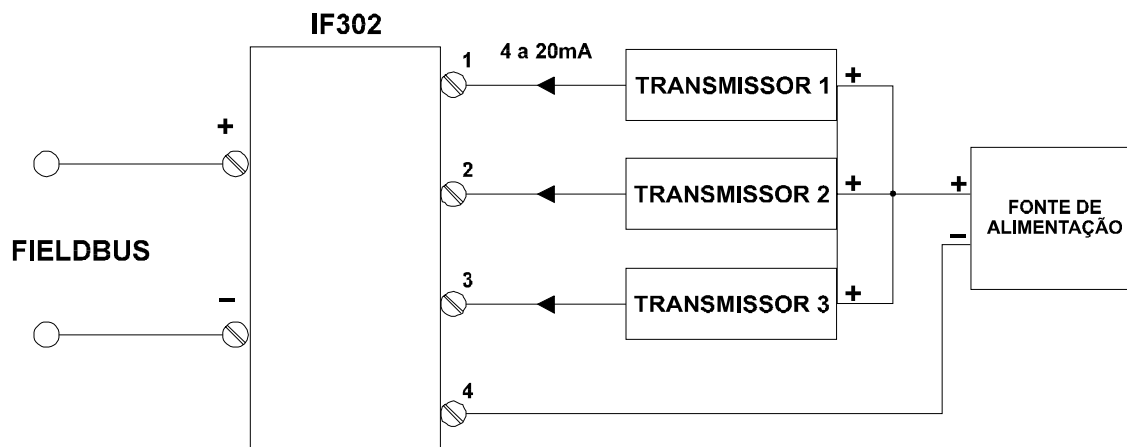 IF302
1
4 a 20mA
TRANSMISSOR 1
+
+
2
TRANSMISSOR 2
+
+
FONTE DE
ALIMENTAÇÃO
−
FIELDBUS
−
3
TRANSMISSOR 3
+
4